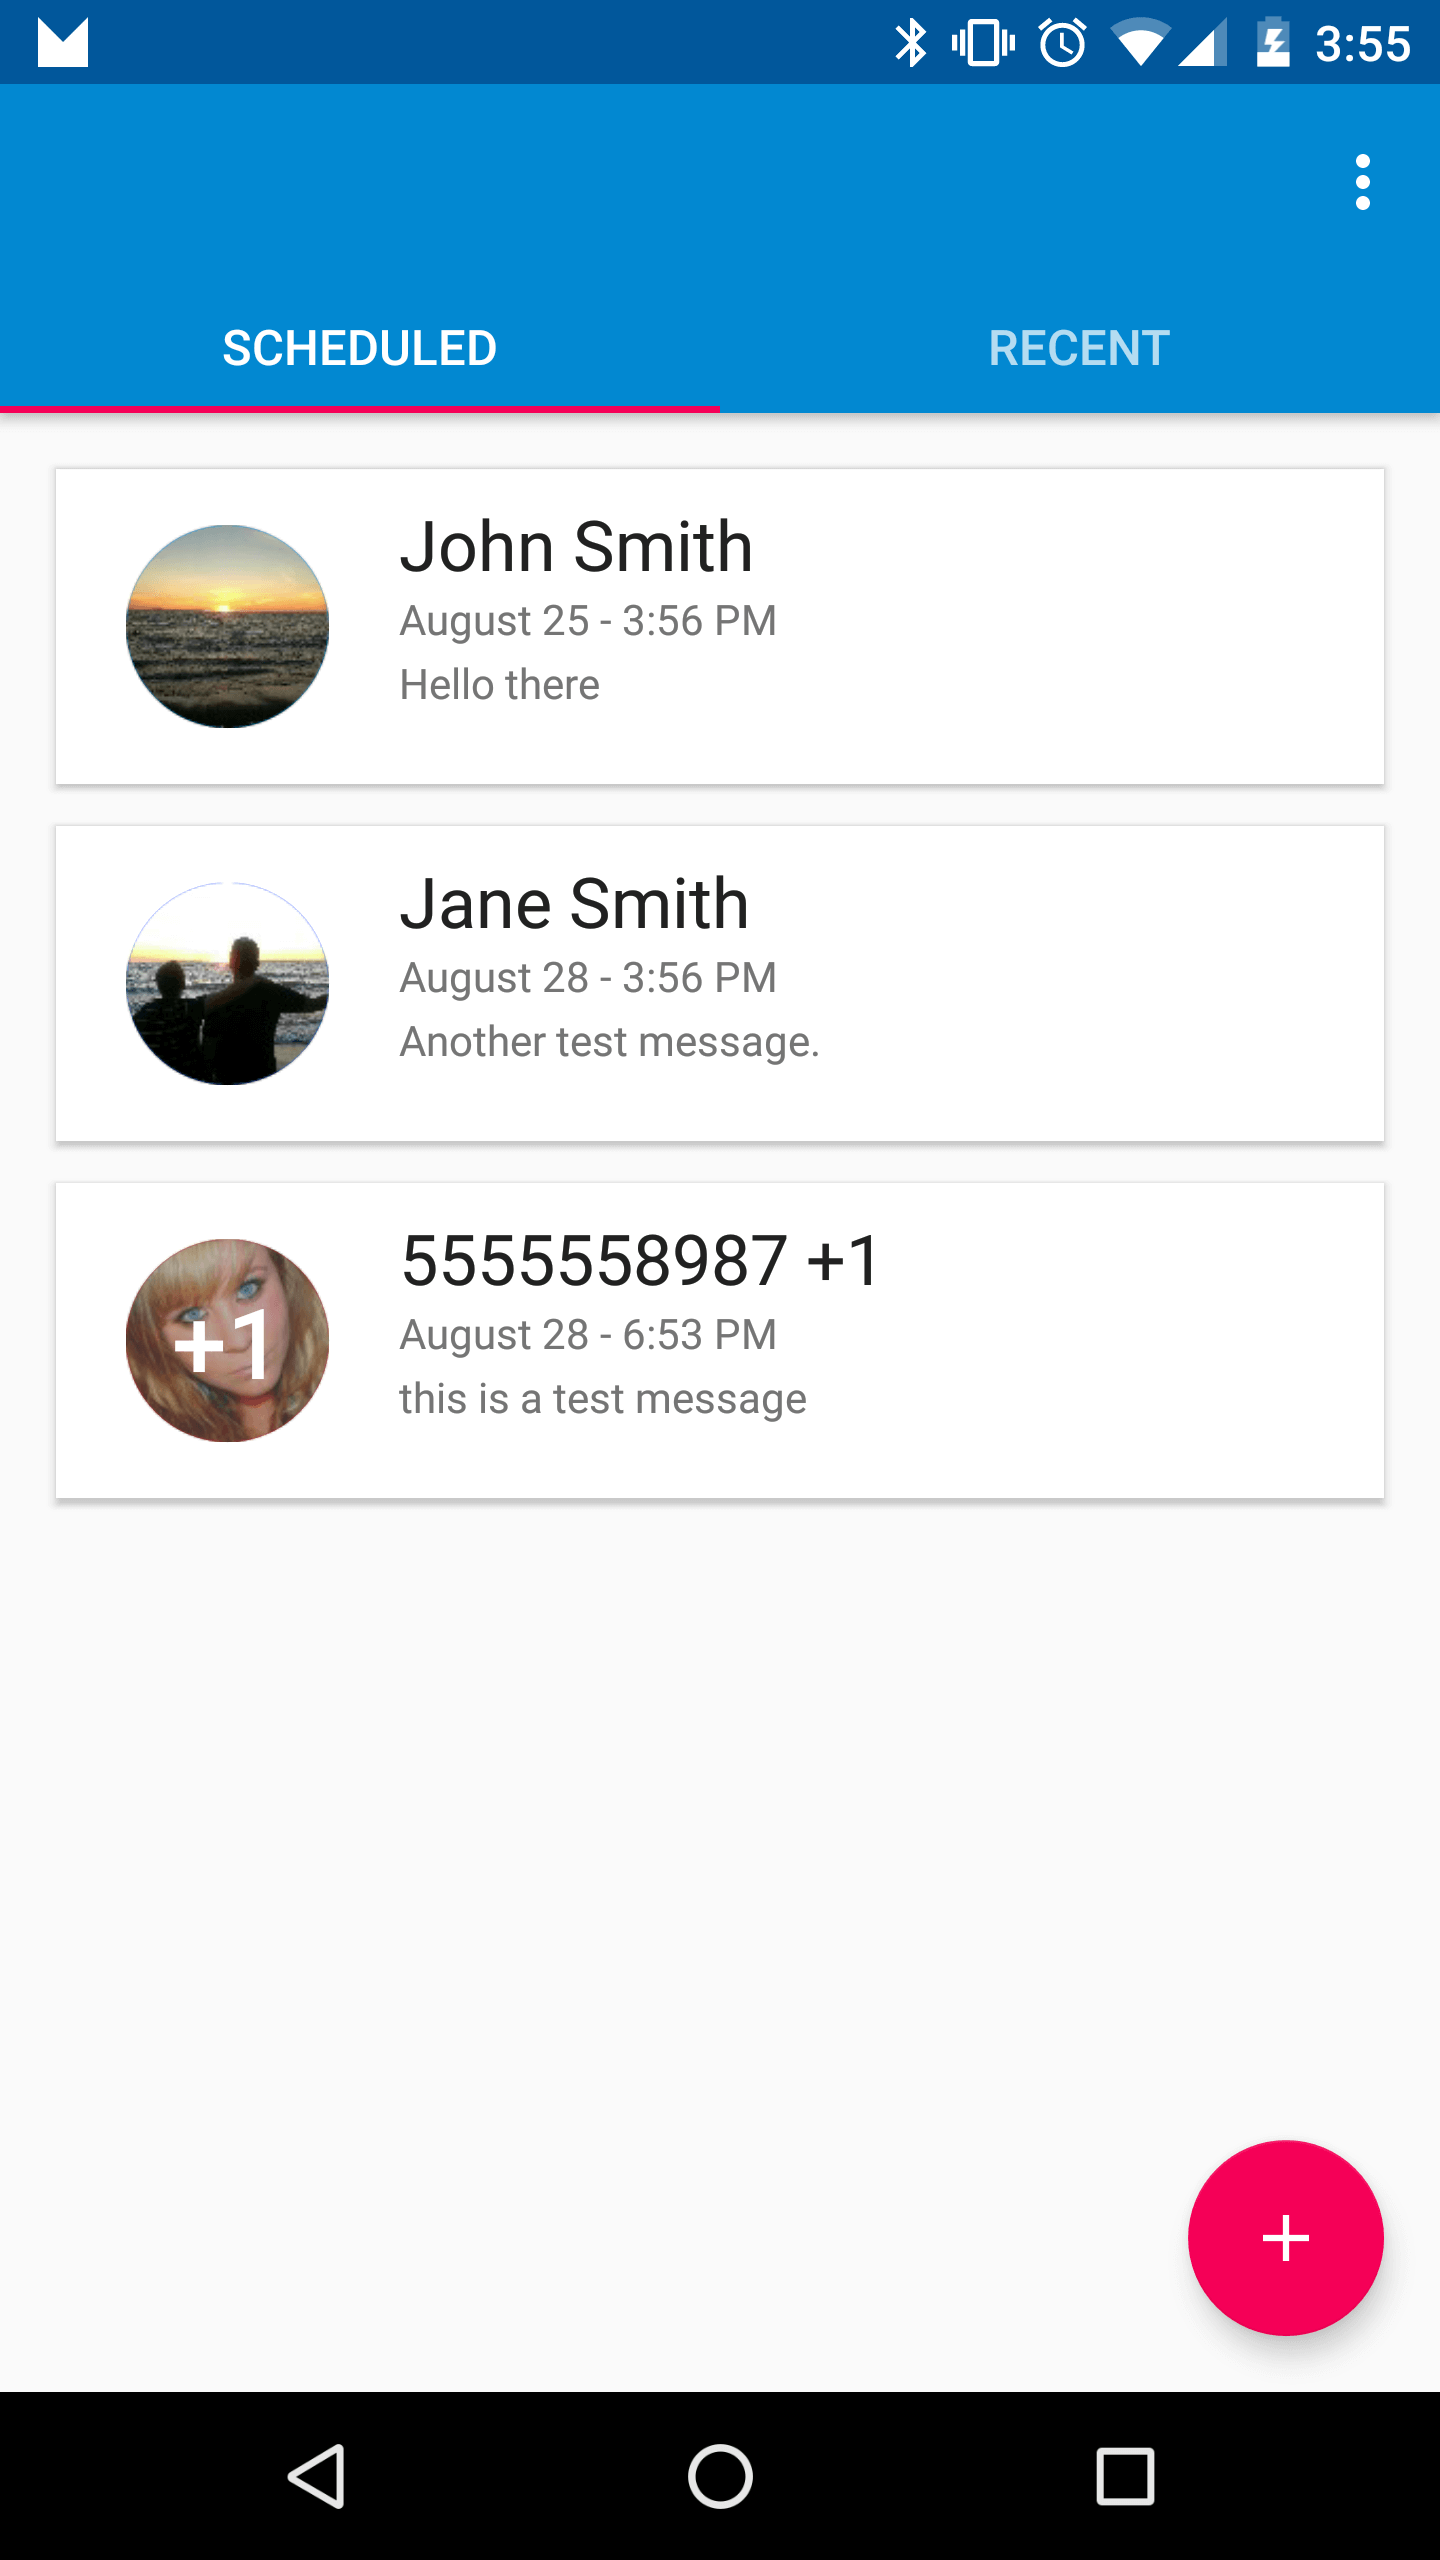 3:55
SCHEDULED
RECENT
John Smith
August 25 - 3:56 PM
Hello there
Jane Smith
August 28 - 3:56 PM
Another test message.
+1
5555558987 +1
August 28 - 6:53 PM
this is a test message